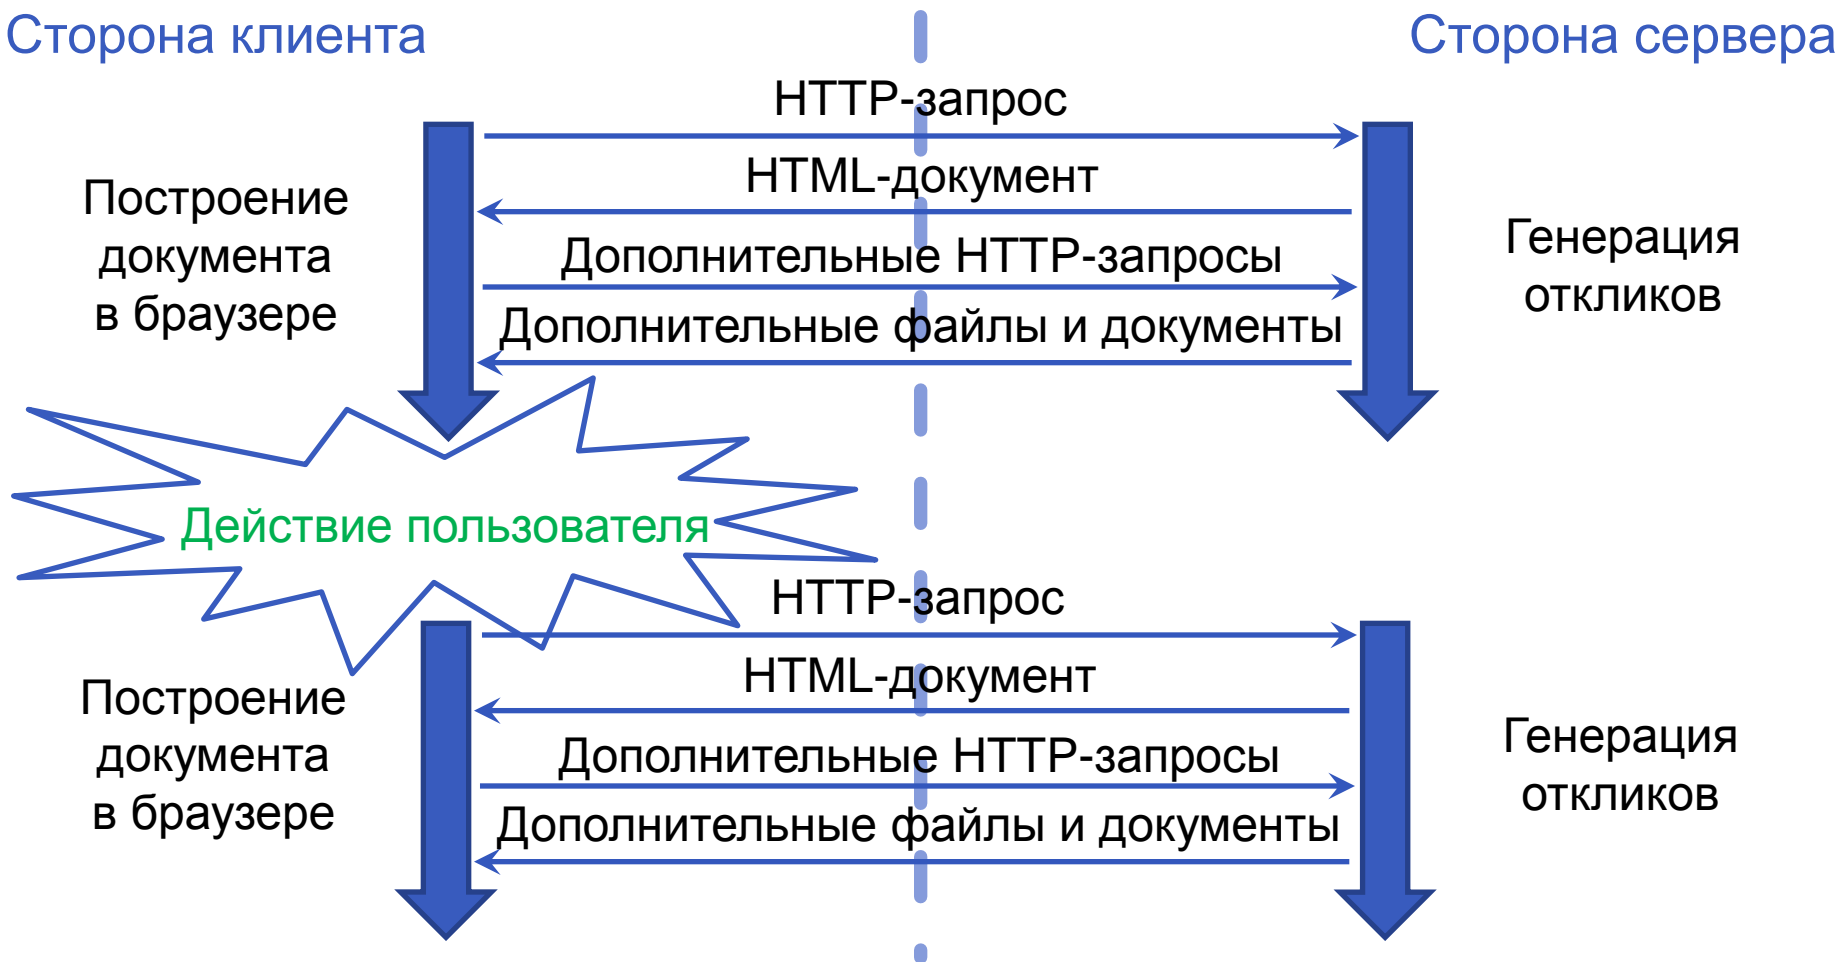 Сторона клиента
Сторона сервера
HTTP-запрос
HTML-документ
Дополнительные HTTP-запросы
Дополнительные файлы и документы
Построение
документа
в браузере
Генерация
откликов
Действие пользователя
HTTP-запрос
HTML-документ
Дополнительные HTTP-запросы
Дополнительные файлы и документы
Построение
документа
в браузере
Генерация
откликов